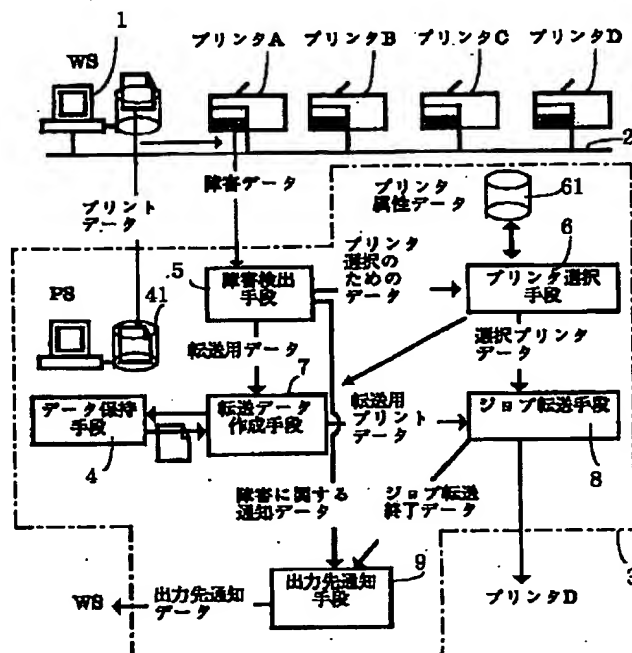 1
WS
プリンタA
プリンタB
プリンタC
プリンタD
2
障害データ
プリント
データ
プリンタ
属性データ
61
プリンタ
選択の
ための
データ
6
5
障害検出
手段
プリンタ選択
手段
PS
41
転送用データ
選択プリンタ
データ
7
データ保持
手段
転送データ
作成手段
転送用
プリント
データ
ジョブ転送手段
4
8
障害に関する
通知データ
ジョブ転送
終了データ
3
9
WS
出力先通知
データ
出力先通知
手段
プリンタD